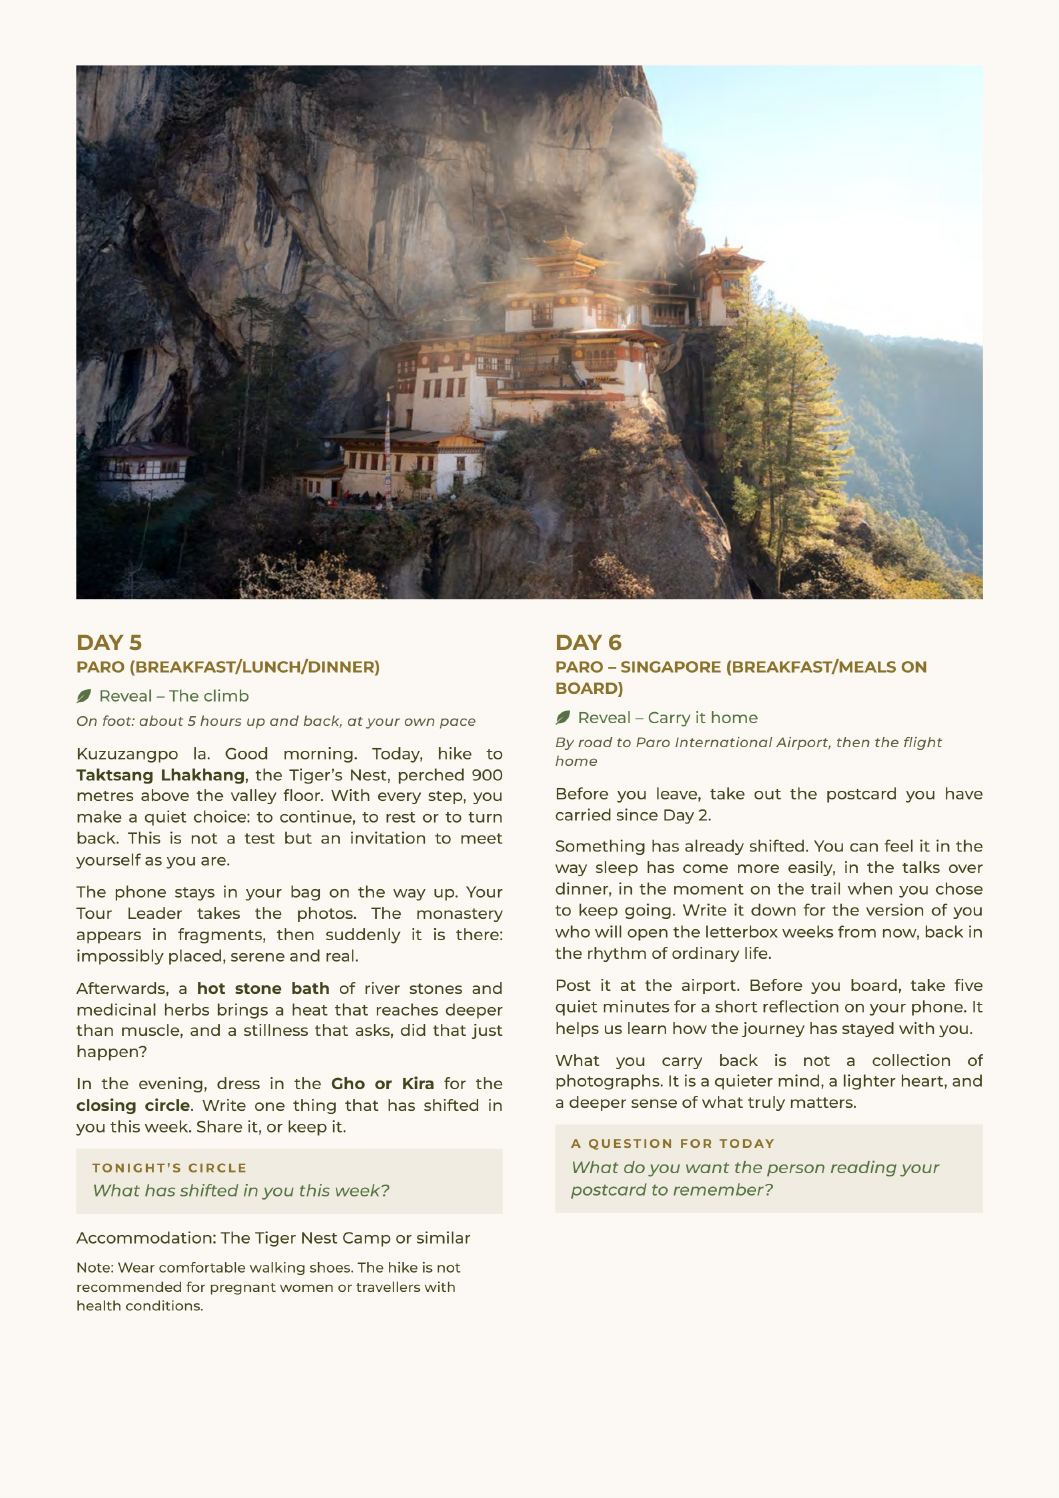 DAY 5
PARO (BREAKFAST/LUNCH/DINNER)
Reveal – The climb
On foot: about 5 hours up and back, at your own pace
Kuzuzangpo la. Good morning. Today, hike to
Taktsang Lhakhang, the Tiger's Nest, perched 900
metres above the valley floor. With every step, you
make a quiet choice: to continue, to rest or to turn
back. This is not a test but an invitation to meet
yourself as you are.
The phone stays in your bag on the way up. Your
Tour Leader takes the photos. The monastery
appears in fragments, then suddenly it is there:
impossibly placed, serene and real.
Afterwards, a hot stone bath of river stones and
medicinal herbs brings a heat that reaches deeper
than muscle, and a stillness that asks, did that just
happen?
In the evening, dress in the Gho or Kira for the
closing circle. Write one thing that has shifted in
you this week. Share it, or keep it.
TONIGHT'S CIRCLE
What has shifted in you this week?
Accommodation: The Tiger Nest Camp or similar
Note: Wear comfortable walking shoes. The hike is not
recommended for pregnant women or travellers with
health conditions.
DAY 6
PARO – SINGAPORE (BREAKFAST/MEALS ON
BOARD)
Reveal – Carry it home
By road to Paro International Airport, then the flight
home
Before you leave, take out the postcard you have
carried since Day 2.
Something has already shifted. You can feel it in the
way sleep has come more easily, in the talks over
dinner, in the moment on the trail when you chose
to keep going. Write it down for the version of you
who will open the letterbox weeks from now, back in
the rhythm of ordinary life.
Post it at the airport. Before you board, take five
quiet minutes for a short reflection on your phone. It
helps us learn how the journey has stayed with you.
What you carry back is not a collection of
photographs. It is a quieter mind, a lighter heart, and
a deeper sense of what truly matters.
A QUESTION FOR TODAY
What do you want the person reading your
postcard to remember?